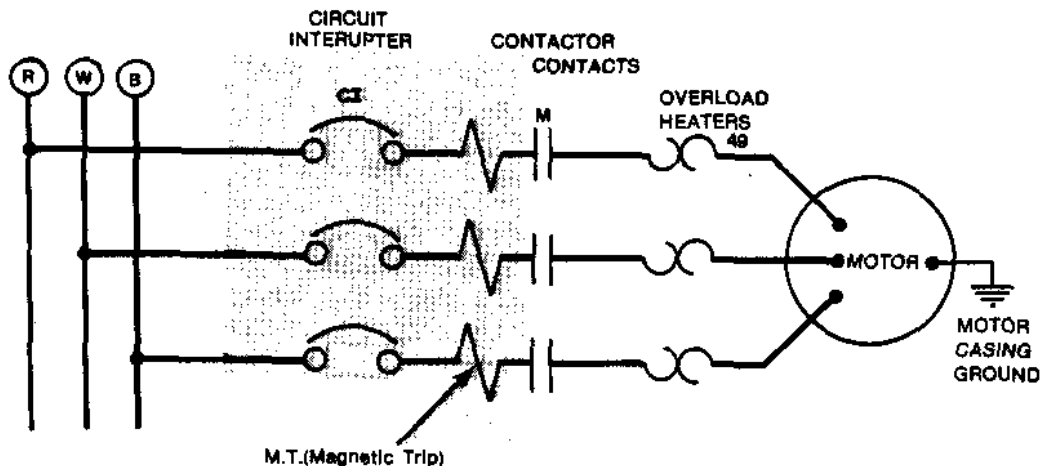 CIRCUIT
INTERUPTER
CONTACTOR
CONTACTS
R
W
B
CI
M
OVERLOAD
HEATERS
49
MOTOR
MOTOR
CASING
GROUND
M.T.(Magnetic Trip)